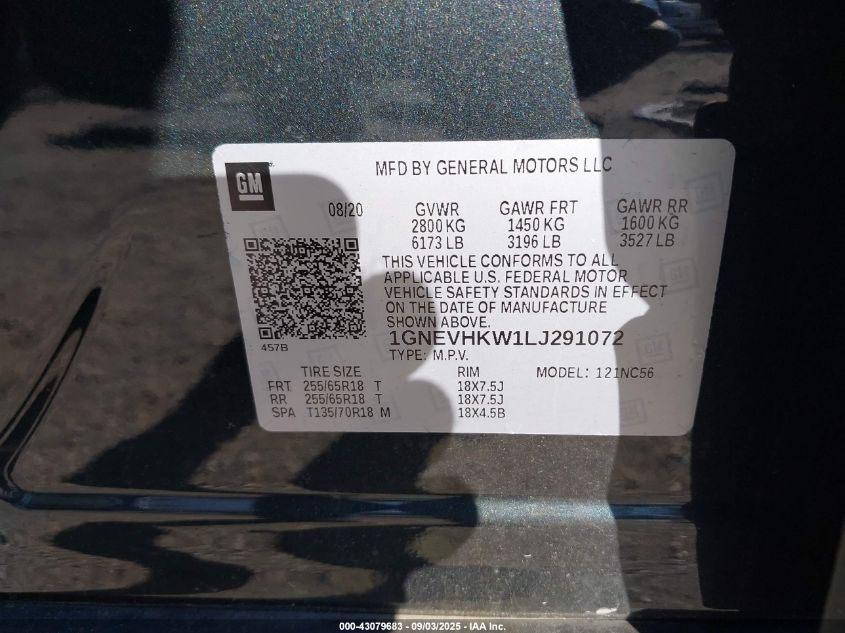 GM
MFD BY GENERAL MOTORS LLC
08/20 GVWR GAWR FRT GAWR RR
2800 KG 1450 KG 1600 KG
6173 LB 3196 LB 3527 LB
THIS VEHICLE CONFORMS TO ALL
APPLICABLE U.S. FEDERAL MOTOR
VEHICLE SAFETY STANDARDS IN EFFECT
ON THE DATE OF MANUFACTURE
SHOWN ABOVE.
457B
1GNEVHKW1LJ291072
TYPE: M.P.V.
TIRE SIZE RIM MODEL: 121NC56
FRT 255/65R18 T 18X7.5J
RR 255/65R18 T 18X7.5J
SPA T135/70R18 M 18X4.5B
000-43079683 - 09/03/2025 - IAA Inc.